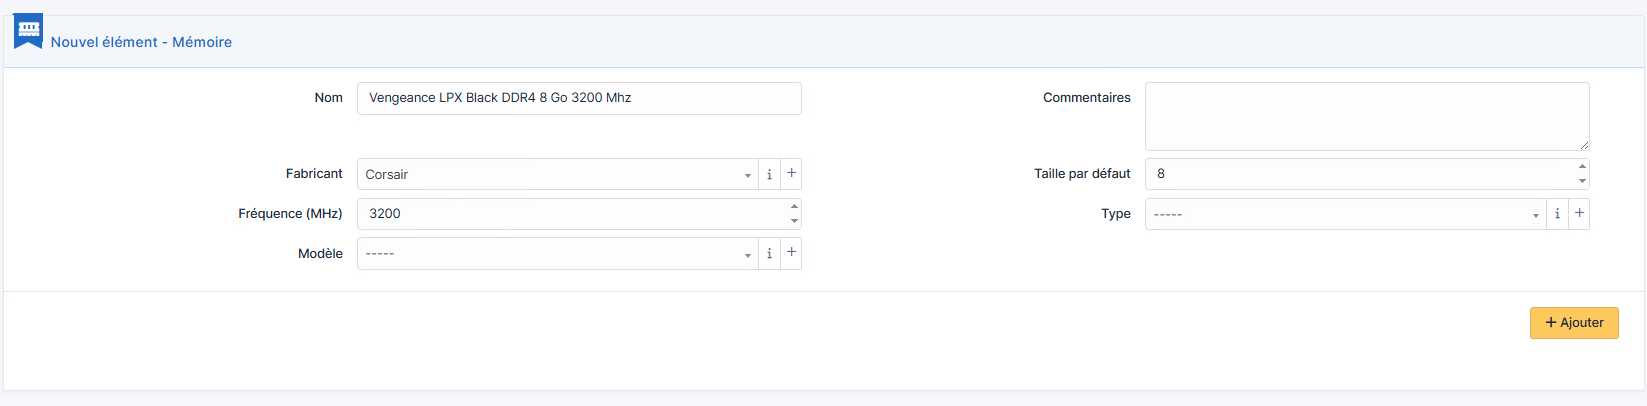 Nouvel élément - Mémoire
Nom
Vengeance LPX Black DDR4 8 Go 3200 Mhz
Commentaires
Fabricant
Corsair
i
+
Taille par défaut
8
Fréquence (MHz)
3200
Type
-----
i
+
Modèle
-----
i
+
+ Ajouter